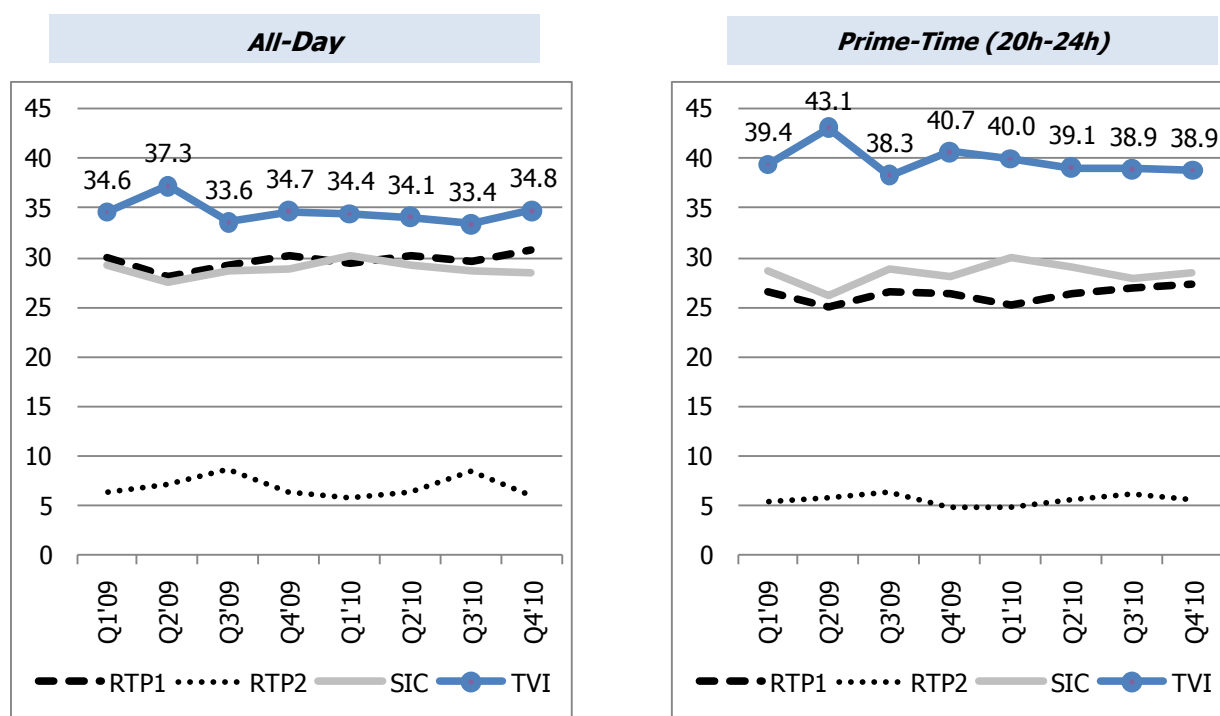 All-Day
45
40
35
30
25
20
15
10
5
0
34.6
37.3
33.6
34.7
34.4
34.1
33.4
34.8
Q1'09
Q2'09
Q3'09
Q4'09
Q1'10
Q2'10
Q3'10
Q4'10
RTP1 RTP2 SIC TVI
Prime-Time (20h-24h)
45
40
35
30
25
20
15
10
5
0
39.4
43.1
38.3
40.7
40.0
39.1
38.9
38.9
Q1'09
Q2'09
Q3'09
Q4'09
Q1'10
Q2'10
Q3'10
Q4'10
RTP1 RTP2 SIC TVI